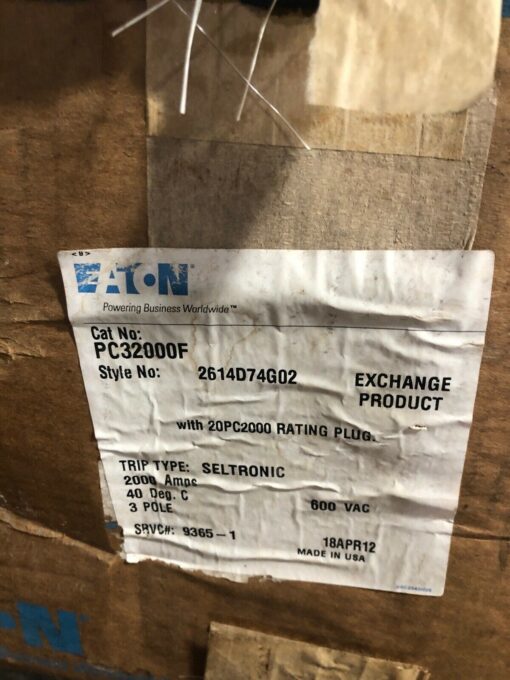 <B>
EATON
Powering Business Worldwide™
Cat No:
PC32000F
Style No: 2614D74G02
EXCHANGE
PRODUCT
with 20PC2000 RATING PLUG.
TRIP TYPE: SELTRONIC
2000 Amps
40 Deg. C
3 POLE
600 VAC
SRVC#: 9365-1
18APR12
MADE IN USA